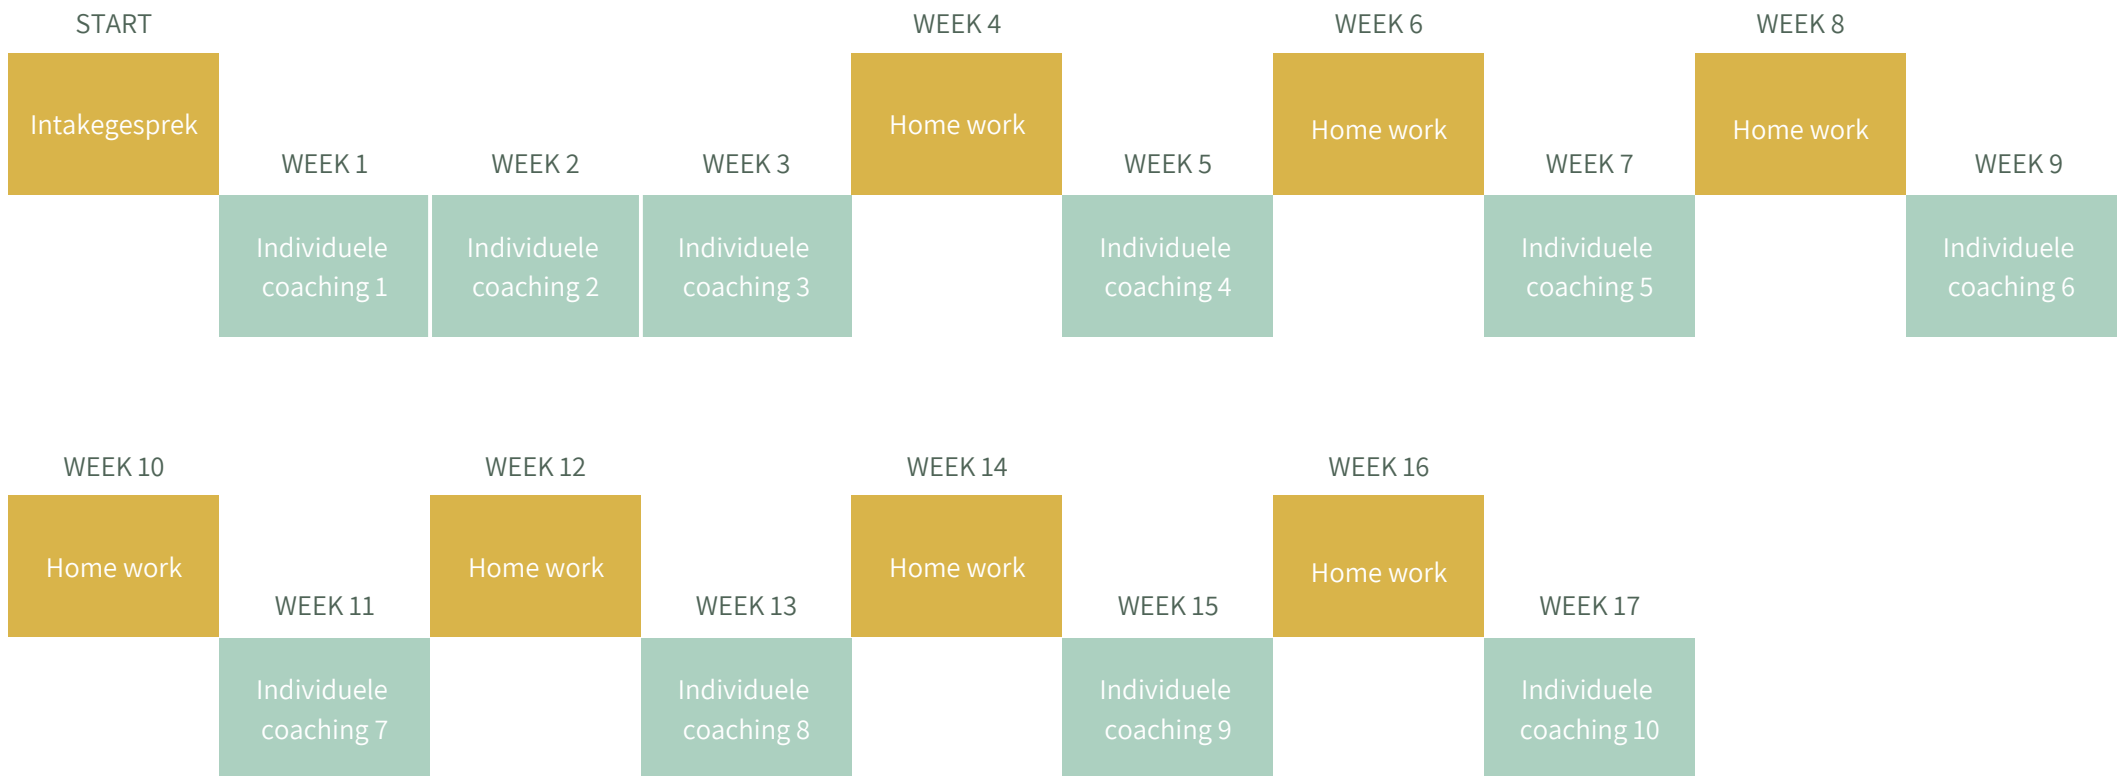 START
Intakegesprek
WEEK 1
Individuele
coaching 1
WEEK 2
Individuele
coaching 2
WEEK 3
Individuele
coaching 3
WEEK 4
Home work
WEEK 5
Individuele
coaching 4
WEEK 6
Home work
WEEK 7
Individuele
coaching 5
WEEK 8
Home work
WEEK 9
Individuele
coaching 6
WEEK 10
Home work
WEEK 11
Individuele
coaching 7
WEEK 12
Home work
WEEK 13
Individuele
coaching 8
WEEK 14
Home work
WEEK 15
Individuele
coaching 9
WEEK 16
Home work
WEEK 17
Individuele
coaching 10